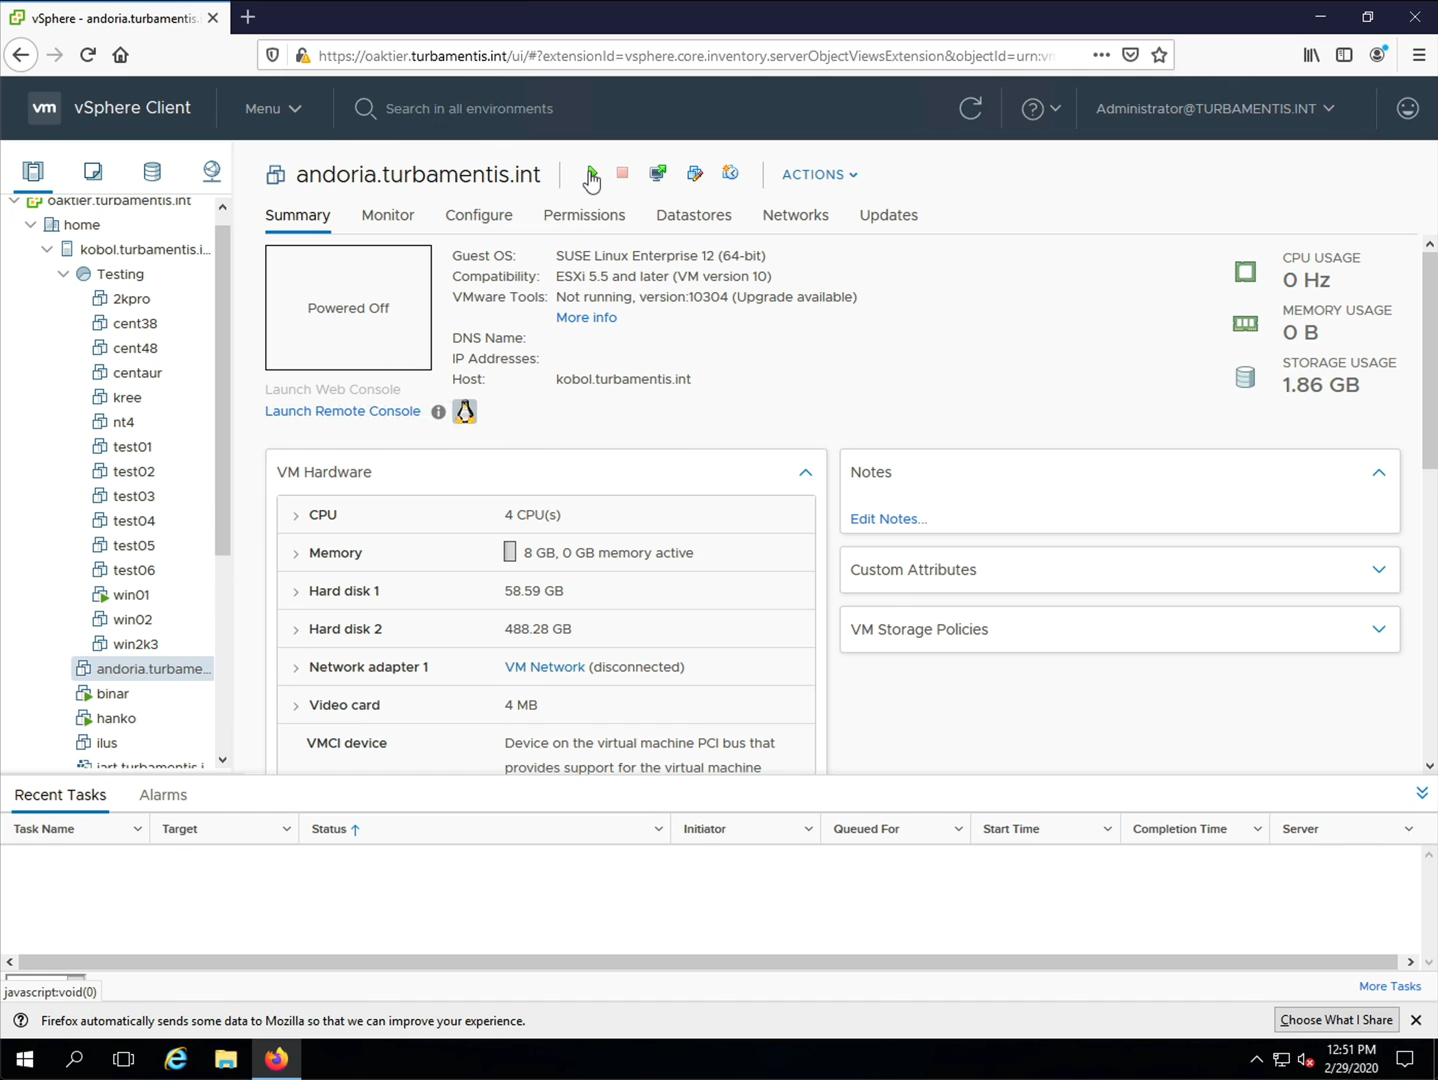 vSphere - andoria.turbamentis.
https://oaktier.turbamentis.int/ui/#?extensionId=vsphere.core.inventory.serverObjectViewsExtension&objectId=urn:vm
vm vSphere Client Menu Search in all environments Administrator@TURBAMENTIS.INT
andoria.turbamentis.int ACTIONS
Summary Monitor Configure Permissions Datastores Networks Updates
oaktier.turbamentis.int
home
kobol.turbamentis.i...
Testing
2kpro
cent38
cent48
centaur
kree
nt4
test01
test02
test03
test04
test05
test06
win01
win02
win2k3
andoria.turbame...
binar
hanko
ilus
jart.turbamentis.i
Powered Off
Launch Web Console
Launch Remote Console
Guest OS: SUSE Linux Enterprise 12 (64-bit)
Compatibility: ESXi 5.5 and later (VM version 10)
VMware Tools: Not running, version:10304 (Upgrade available)
More info
DNS Name:
IP Addresses:
Host: kobol.turbamentis.int
CPU USAGE
0 Hz
MEMORY USAGE
0 B
STORAGE USAGE
1.86 GB
VM Hardware
CPU 4 CPU(s)
Memory 8 GB, 0 GB memory active
Hard disk 1 58.59 GB
Hard disk 2 488.28 GB
Network adapter 1 VM Network (disconnected)
Video card 4 MB
VMCI device Device on the virtual machine PCI bus that
provides support for the virtual machine
Notes
Edit Notes...
Custom Attributes
VM Storage Policies
Recent Tasks Alarms
Task Name Target Status Initiator Queued For Start Time Completion Time Server
More Tasks
javascript:void(0)
Firefox automatically sends some data to Mozilla so that we can improve your experience. Choose What I Share
12:51 PM
2/29/2020